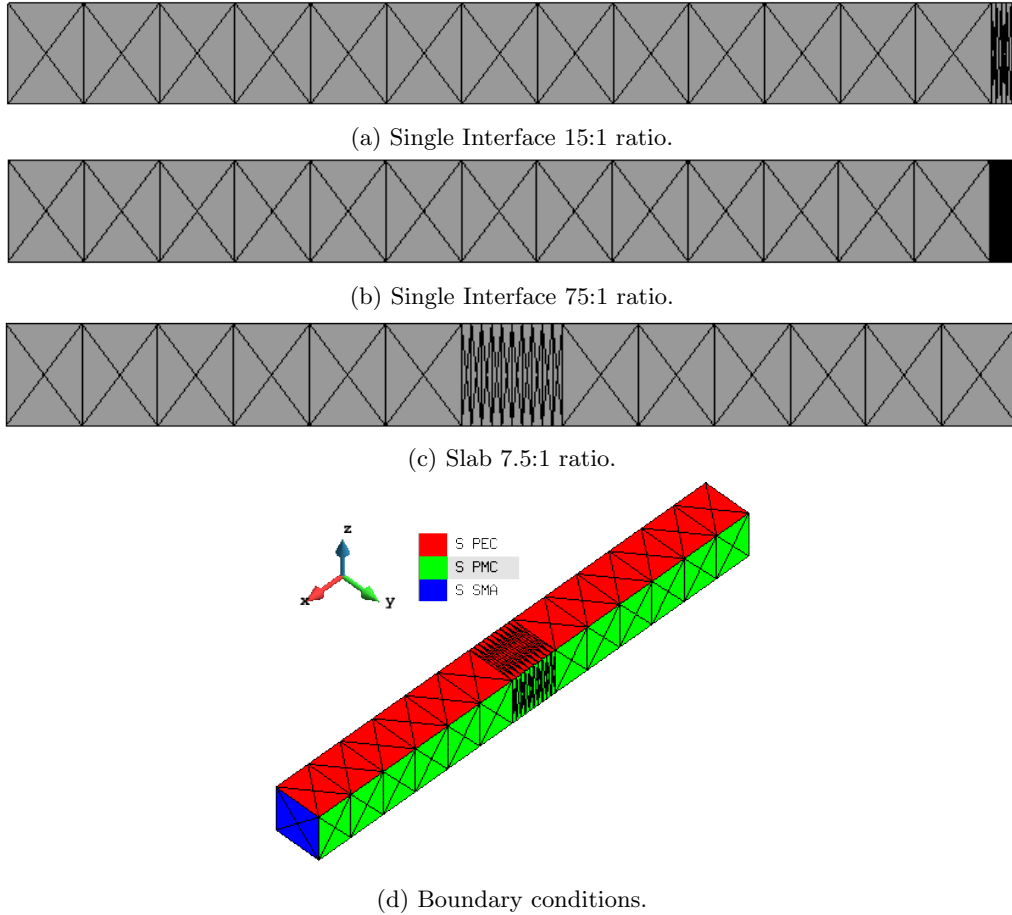 (a) Single Interface 15:1 ratio.
(b) Single Interface 75:1 ratio.
(c) Slab 7.5:1 ratio.
z
x
y
S PEC
S PMC
S SMA
(d) Boundary conditions.